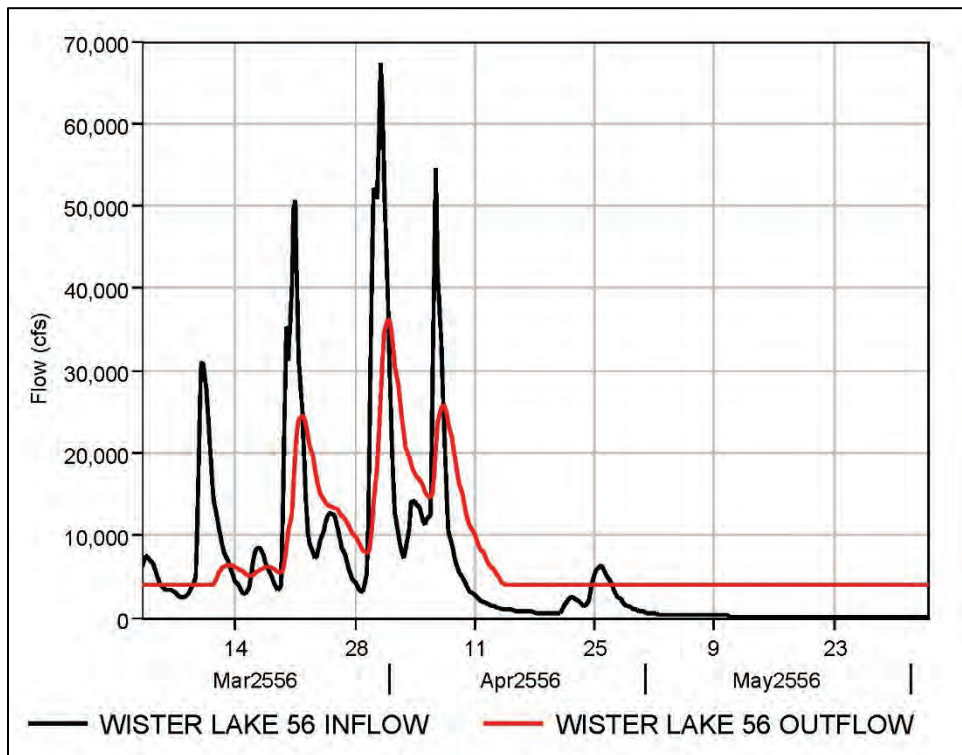 70,000
60,000
50,000
40,000
30,000
20,000
10,000
0
Flow (cfs)
14 28 11 25 9 23
Mar2556 Apr2556 May2556
WISTER LAKE 56 INFLOW WISTER LAKE 56 OUTFLOW